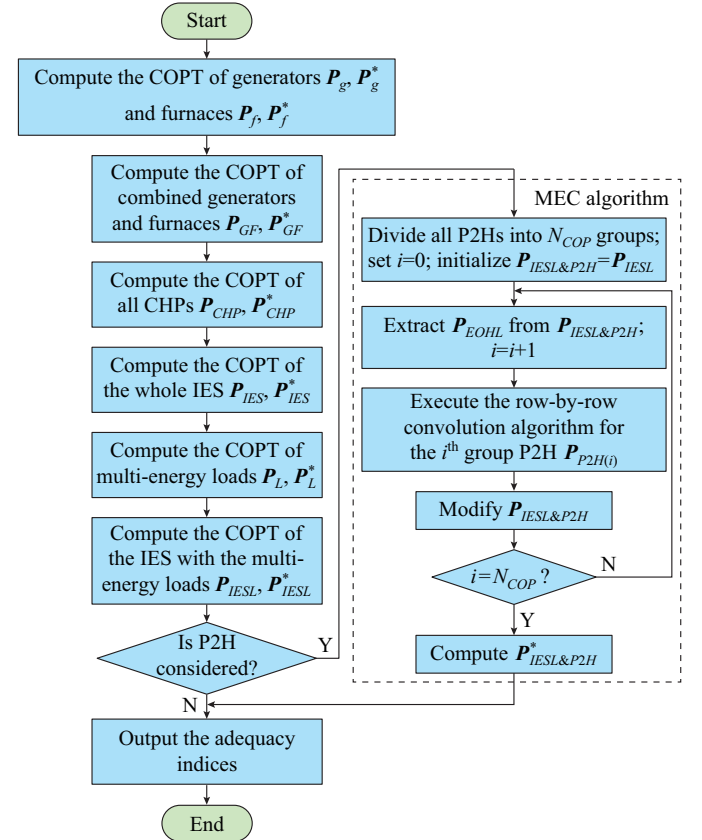 Start
Compute the COPT of generators P_g, P_g^*
and furnaces P_f, P_f^*
Compute the COPT of
combined generators
and furnaces P_GF, P_GF^*
Compute the COPT of
all CHPs P_CHP, P_CHP^*
Compute the COPT of
the whole IES P_IES, P_IES^*
Compute the COPT of
multi-energy loads P_L, P_L^*
Compute the COPT of
the IES with the multi-
energy loads P_IESL, P_IESL^*
Is P2H
considered?
Y
N
MEC algorithm
Divide all P2Hs into N_COP groups;
set i=0; initialize P_IESL&P2H=P_IESL
Extract P_EOHL from P_IESL&P2H;
i=i+1
Execute the row-by-row
convolution algorithm for
the i^th group P2H P_P2H(i)
Modify P_IESL&P2H
i=N_COP ?
N
Y
Compute P_IESL&P2H^*
Output the adequacy
indices
End